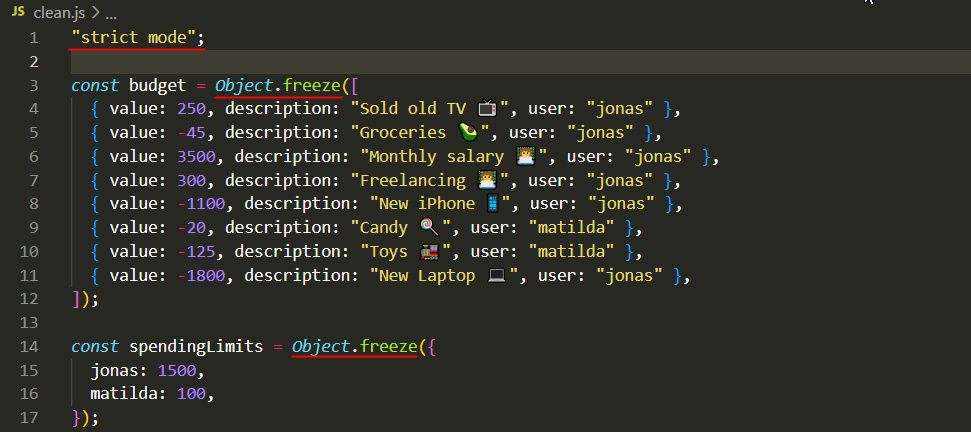 JS clean.js > ...
1 "strict mode";
2
3 const budget = Object.freeze([
4 { value: 250, description: "Sold old TV 📺", user: "jonas" },
5 { value: -45, description: "Groceries 🥑", user: "jonas" },
6 { value: 3500, description: "Monthly salary 👩‍💻", user: "jonas" },
7 { value: 300, description: "Freelancing 👩‍💻", user: "jonas" },
8 { value: -1100, description: "New iPhone 📱", user: "jonas" },
9 { value: -20, description: "Candy 🍭", user: "matilda" },
10 { value: -125, description: "Toys 🚂", user: "matilda" },
11 { value: -1800, description: "New Laptop 💻", user: "jonas" },
12 ]);
13
14 const spendingLimits = Object.freeze({
15 jonas: 1500,
16 matilda: 100,
17 });